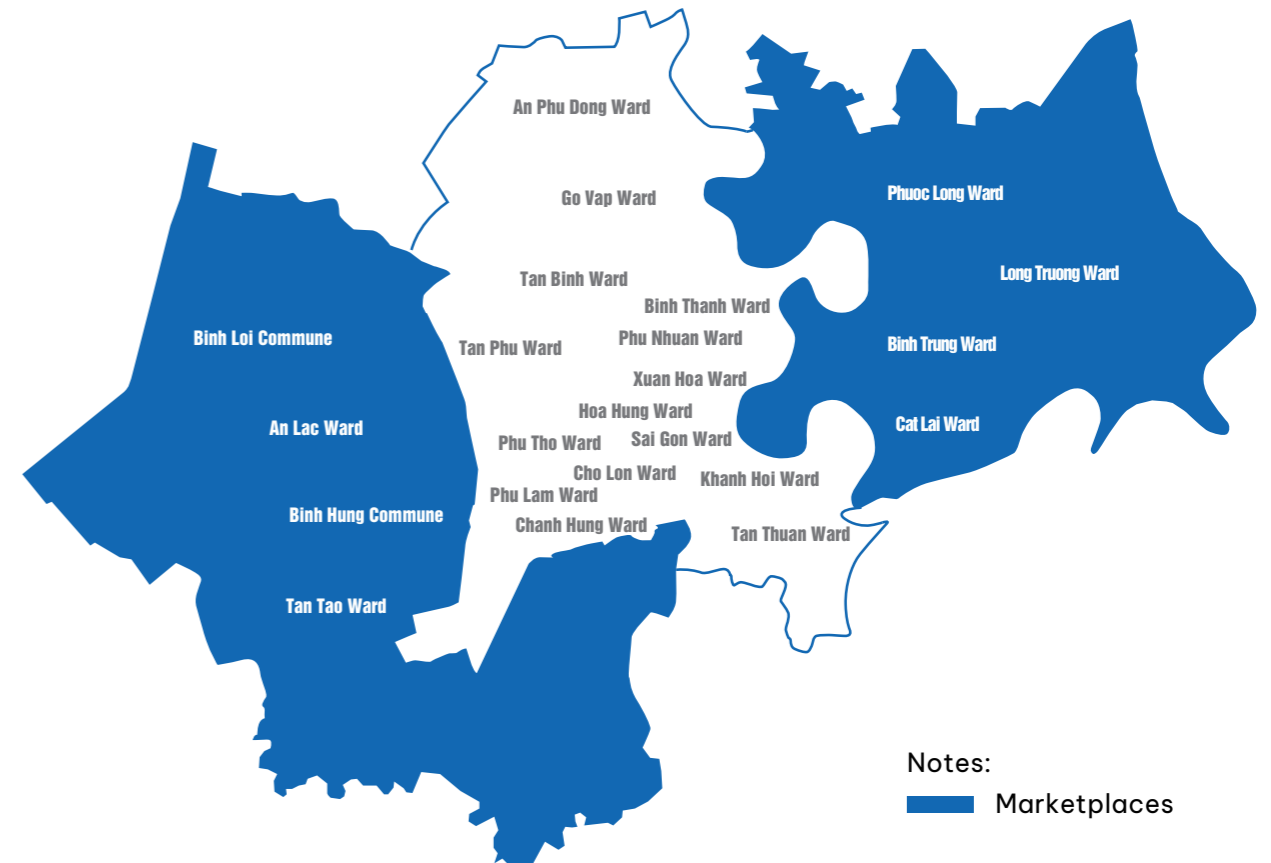 An Phu Dong Ward
Go Vap Ward
Phuoc Long Ward
Tan Binh Ward
Long Truong Ward
Binh Thanh Ward
Binh Loi Commune
Phu Nhuan Ward
Tan Phu Ward
Binh Trung Ward
Xuan Hoa Ward
Hoa Hung Ward
An Lac Ward
Cat Lai Ward
Phu Tho Ward
Sai Gon Ward
Cho Lon Ward
Khanh Hoi Ward
Phu Lam Ward
Binh Hung Commune
Chanh Hung Ward
Tan Thuan Ward
Tan Tao Ward
Notes:
Marketplaces